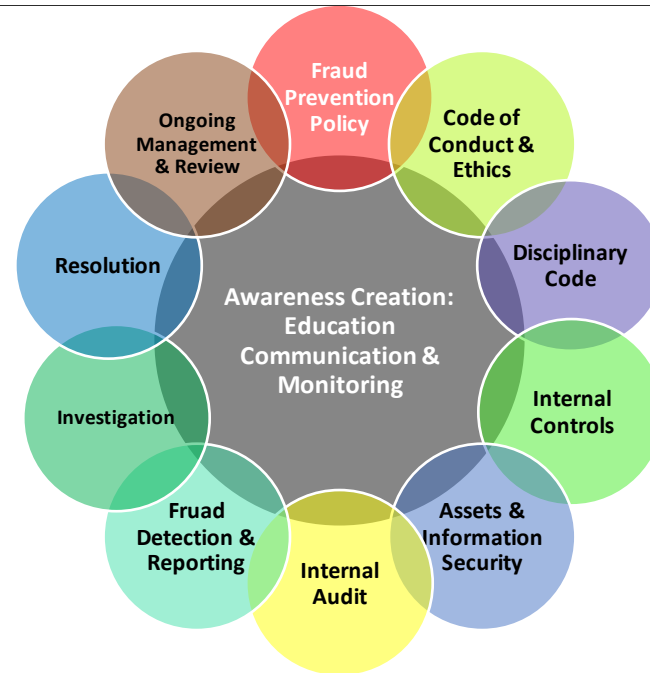 Fraud
Prevention
Policy
Code of
Conduct &
Ethics
Disciplinary
Code
Internal
Controls
Assets &
Information
Security
Internal
Audit
Fruad
Detection &
Reporting
Investigation
Resolution
Ongoing
Management
& Review
Awareness Creation:
Education
Communication &
Monitoring